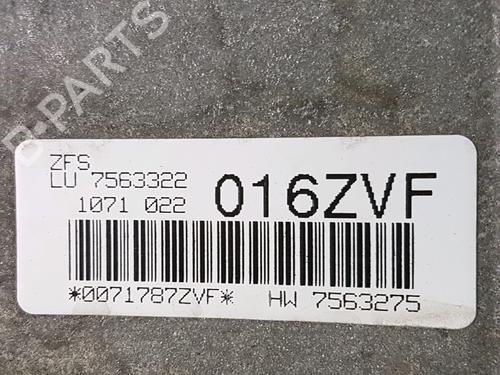 B-PARTS
ZFS
LU 7563322
1071 022
016ZVF
*0071787ZVF* HW 7563275